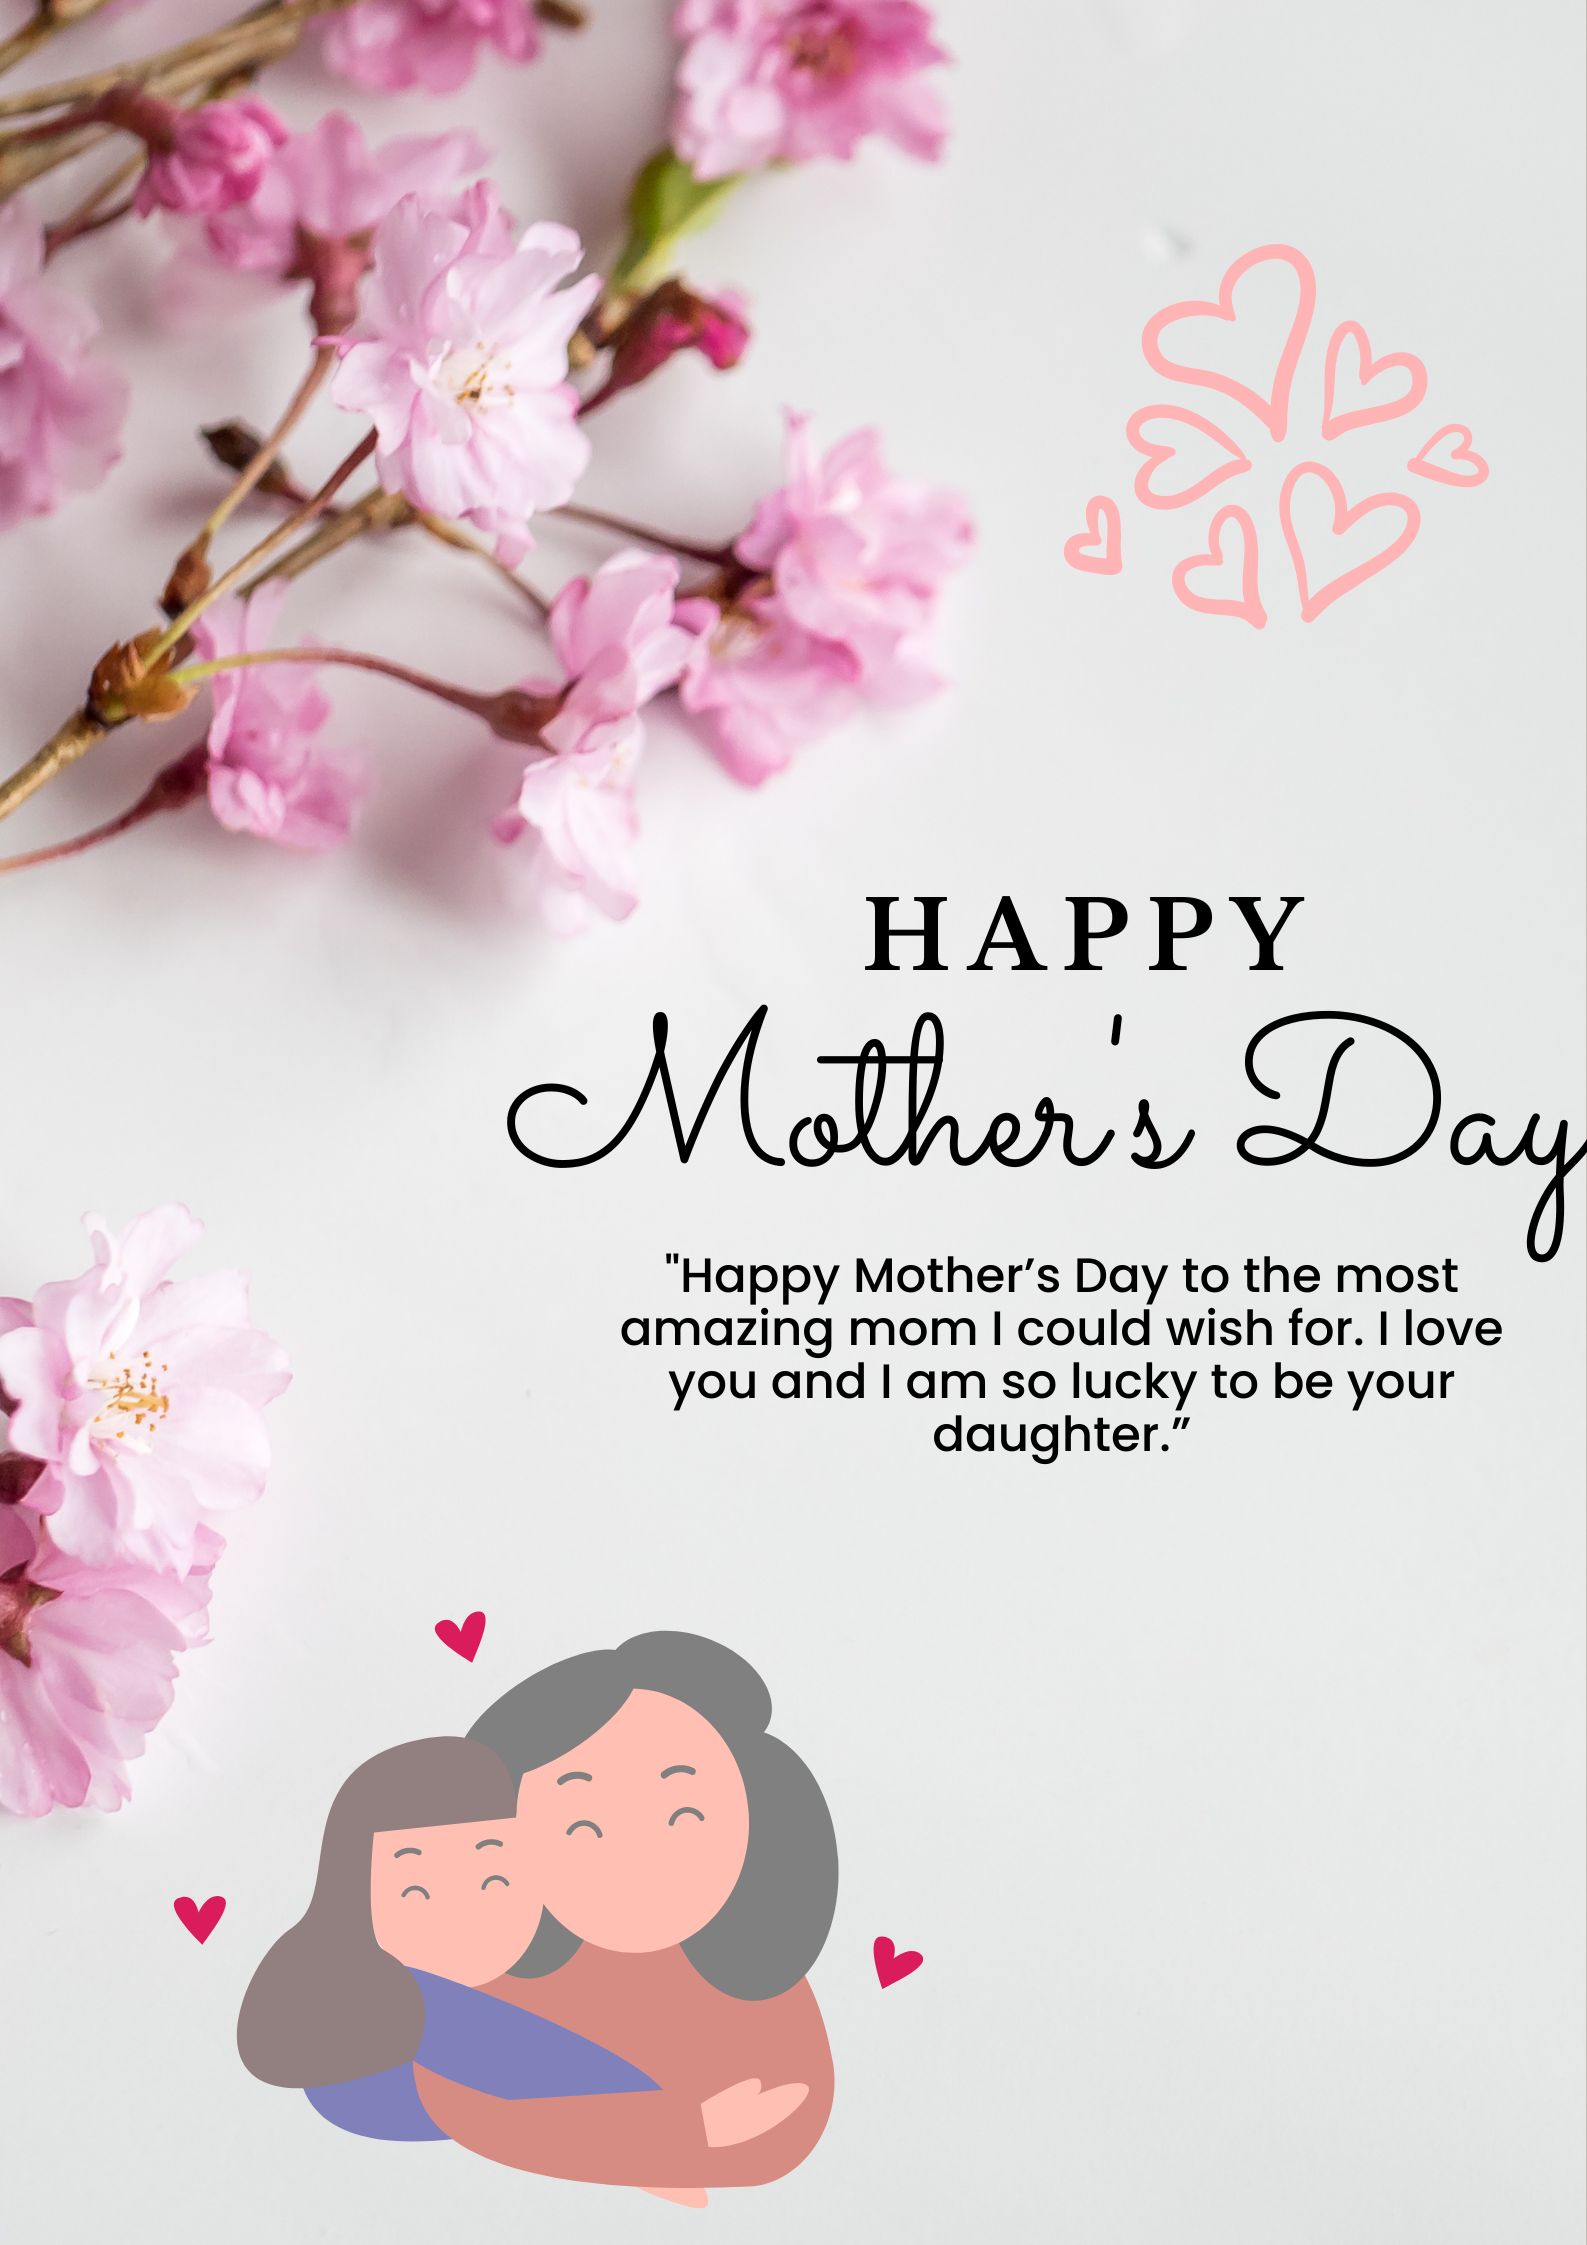 HAPPY
Mother's Day
"Happy Mother’s Day to the most
amazing mom I could wish for. I love
you and I am so lucky to be your
daughter.”